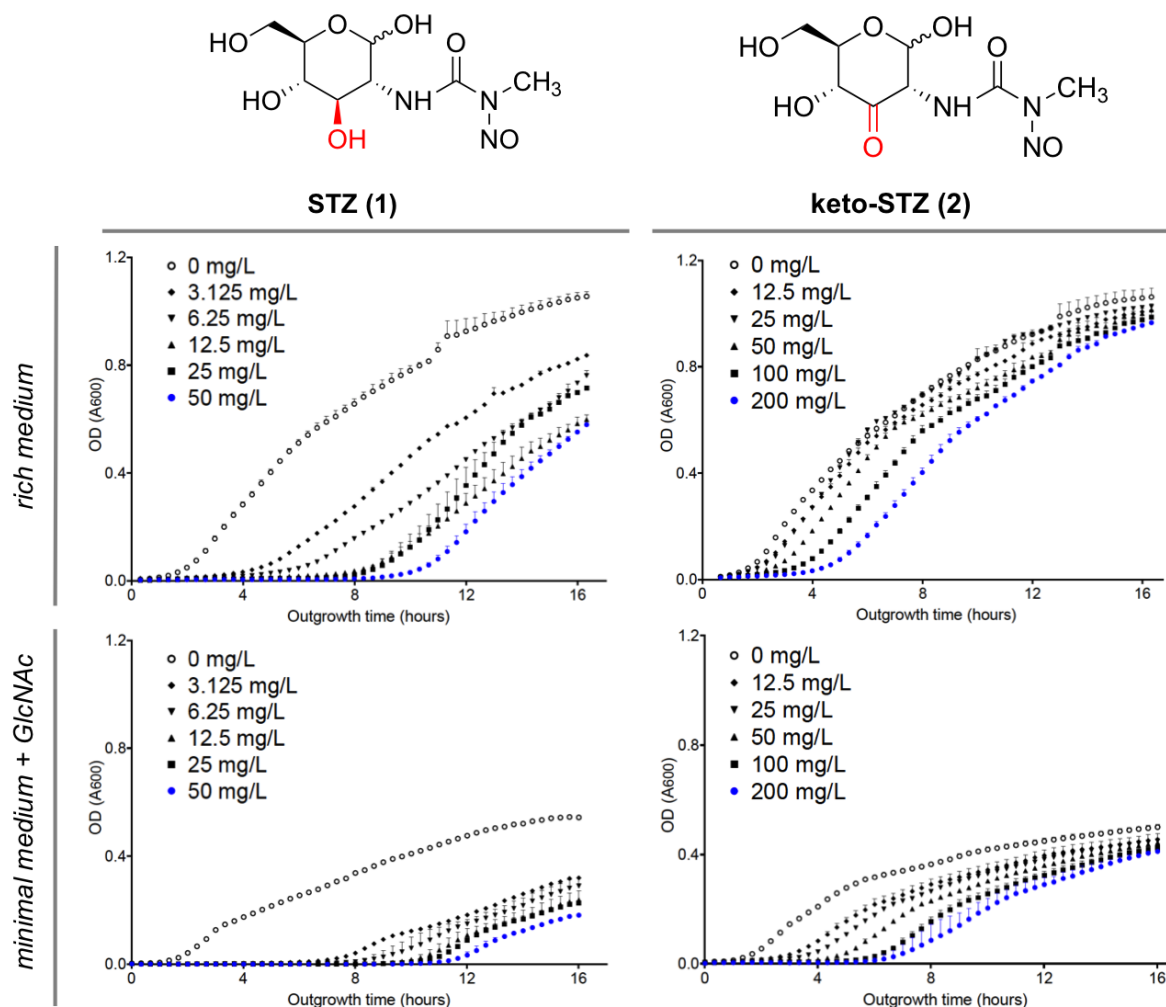 HO
O
OH
HO
OH
NH
O
N
CH3
NO
HO
O
OH
HO
O
NH
O
N
CH3
NO
STZ (1)
keto-STZ (2)
rich medium
OD (A600)
1.2
0.8
0.4
0.0
0 mg/L
3.125 mg/L
6.25 mg/L
12.5 mg/L
25 mg/L
50 mg/L
0 4 8 12 16
Outgrowth time (hours)
OD (A600)
1.2
0.8
0.4
0.0
0 mg/L
12.5 mg/L
25 mg/L
50 mg/L
100 mg/L
200 mg/L
0 4 8 12 16
Outgrowth time (hours)
minimal medium + GlcNAc
OD (A600)
1.2
0.8
0.4
0.0
0 mg/L
3.125 mg/L
6.25 mg/L
12.5 mg/L
25 mg/L
50 mg/L
0 4 8 12 16
Outgrowth time (hours)
OD (A600)
1.2
0.8
0.4
0.0
0 mg/L
12.5 mg/L
25 mg/L
50 mg/L
100 mg/L
200 mg/L
0 4 8 12 16
Outgrowth time (hours)